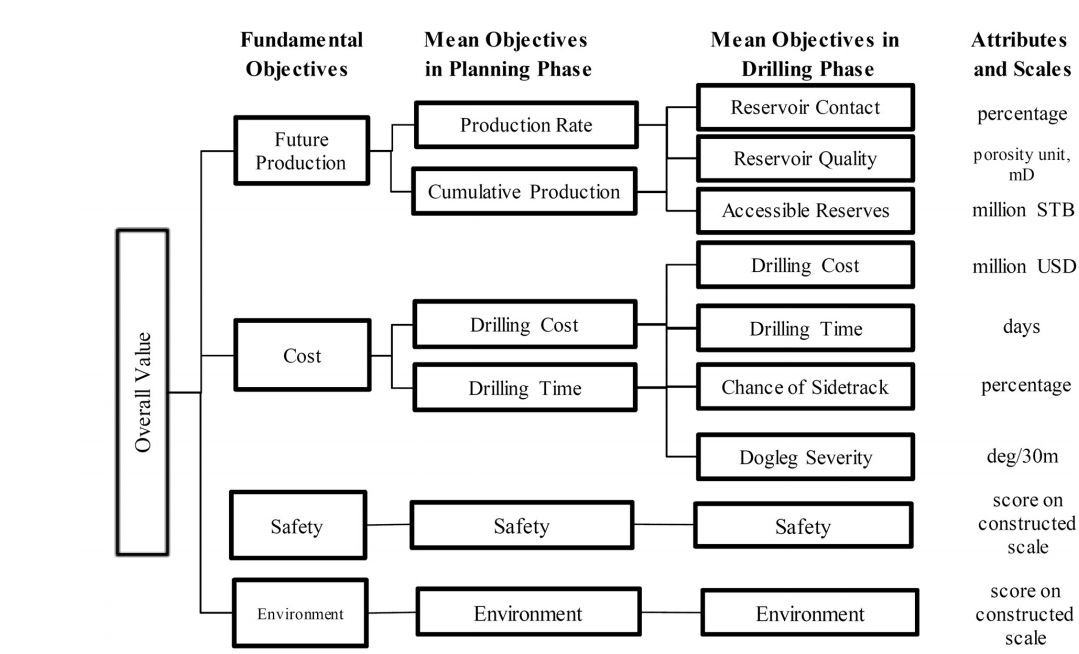 Fundamental
Objectives
Mean Objectives
in Planning Phase
Mean Objectives in
Drilling Phase
Attributes
and Scales
Overall Value
Future
Production
Production Rate
Cumulative Production
Reservoir Contact
percentage
Reservoir Quality
porosity unit,
mD
Accessible Reserves
million STB
Cost
Drilling Cost
Drilling Time
Drilling Cost
million USD
Drilling Time
days
Chance of Sidetrack
percentage
Dogleg Severity
deg/30m
Safety
Safety
Safety
score on
constructed
scale
Environment
Environment
Environment
score on
constructed
scale